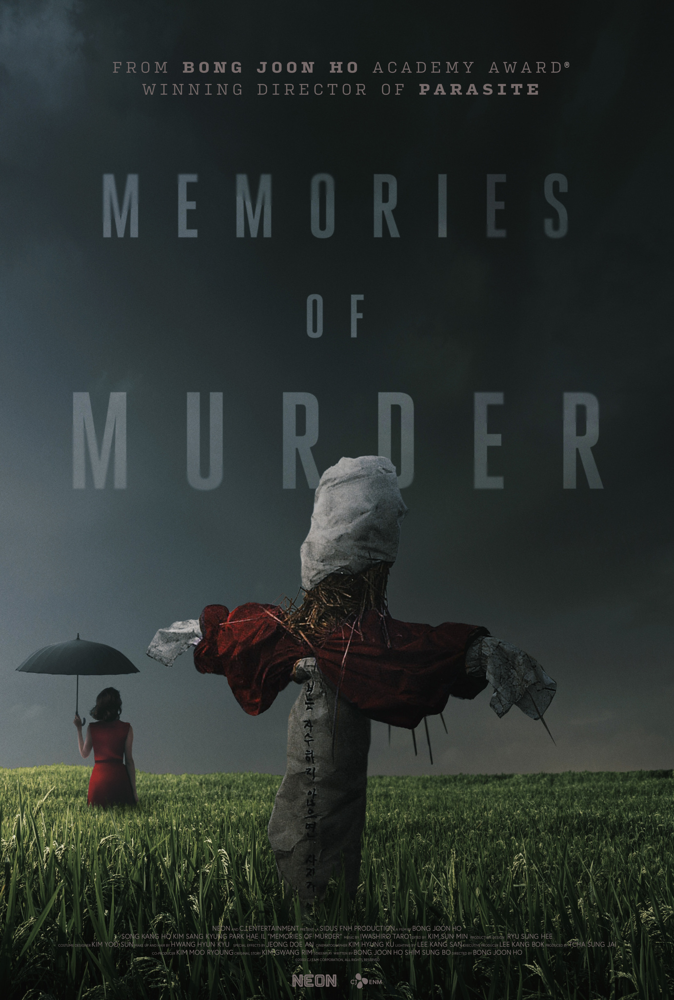 FROM BONG JOON HO ACADEMY AWARD®
WINNING DIRECTOR OF PARASITE
MEMORIES
OF
MURDER
는 자수하지 않으면 사지가
NEON AND CJ ENTERTAINMENT PRESENT A SIDUS FNH PRODUCTION A FILM BY BONG JOON HO
SONG KANG HO KIM SANG KYUNG PARK HAE IL "MEMORIES OF MURDER" MUSIC BY IWASHIRO TARO EDITED BY KIM SUN MIN PRODUCTION DESIGN RYU SUNG HEE
COSTUME DESIGNER KIM YOO SUN MAKE UP AND HAIR BY HWANG HYUN KYU SPECIAL EFFECTS BY JEONG DOE AN CINEMATOGRAPHER KIM HYUNG KU LIGHTING BY LEE KANG SAN EXECUTIVE PRODUCER LEE KANG BOK PRODUCED BY TCHA SUNG JAI
CO-PRODUCER KIM MOO RYOUNG ORIGINAL STORY KIM GWANG RIM SCREENPLAY WRITTEN BY BONG JOON HO SHIM SUNG BO DIRECTED BY BONG JOON HO
©2003 CJ E&M CORPORATION, ALL RIGHTS RESERVED
NEON CJ ENM